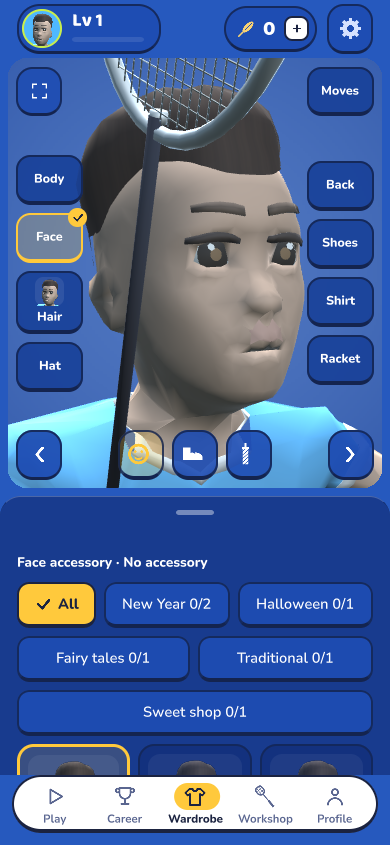 Lv 1
0
+
Moves
Body
Back
Face
Shoes
Hair
Shirt
Hat
Racket
Face accessory · No accessory
All
New Year 0/2
Halloween 0/1
Fairy tales 0/1
Traditional 0/1
Sweet shop 0/1
Play
Career
Wardrobe
Workshop
Profile